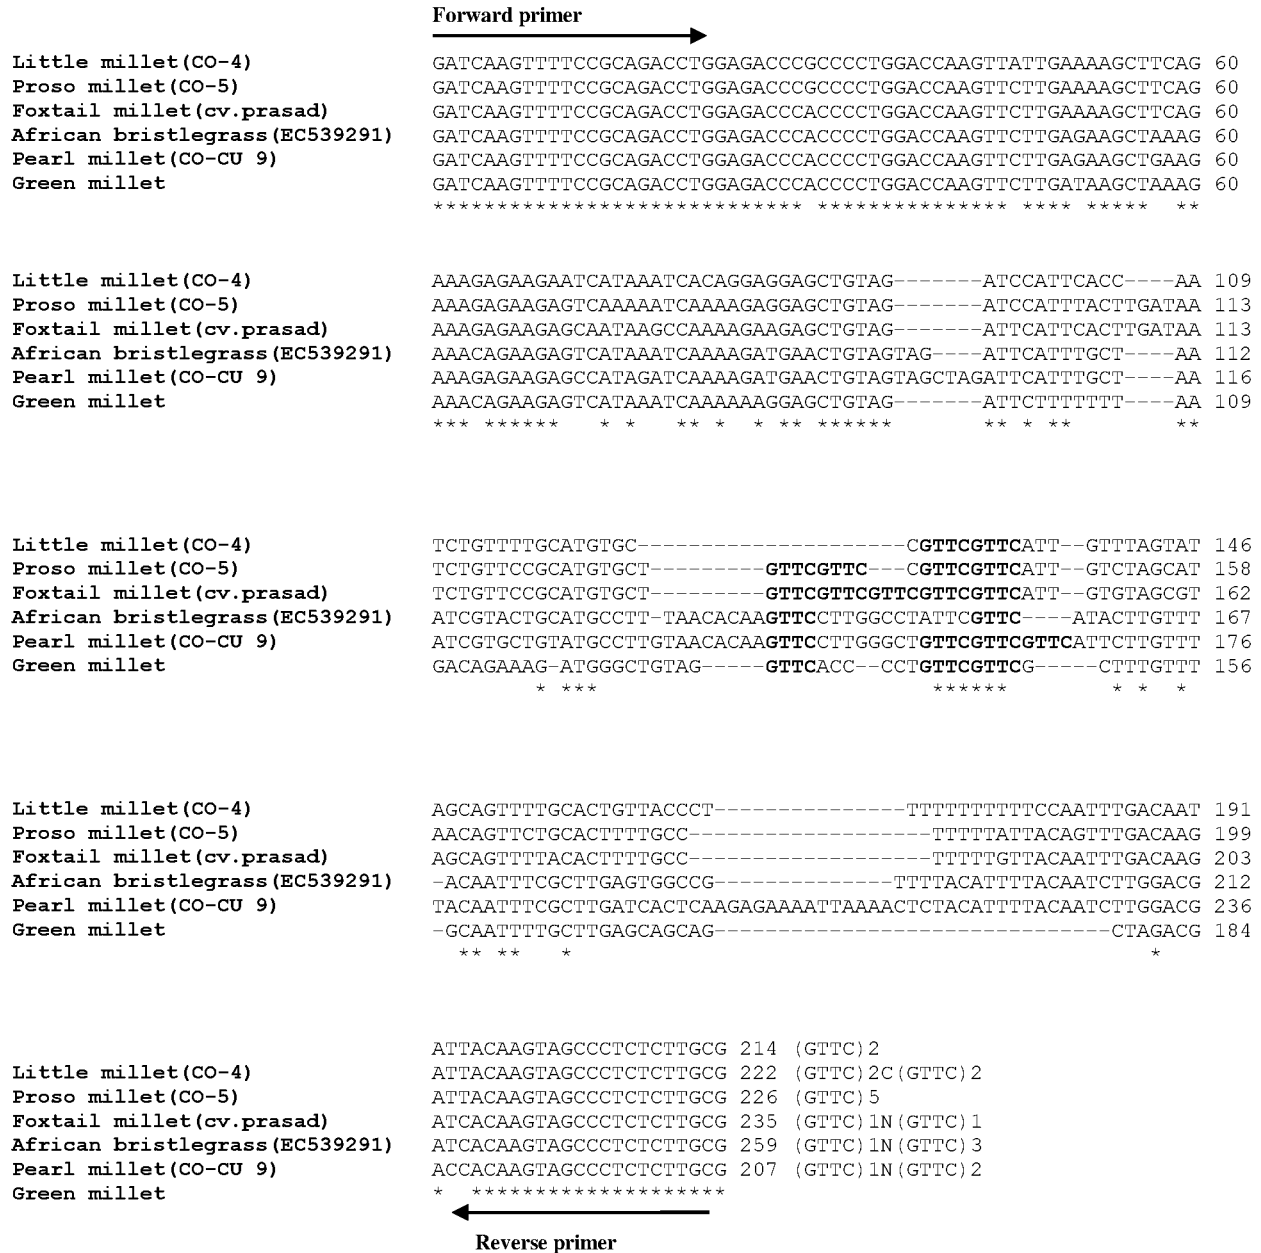 Forward primer
Little millet(CO-4) GATCAAGTTTTCCGCAGACCTGGAGACCCGCCCCTGGACCAAGTTATTGAAAAGCTTCAG 60
Proso millet(CO-5) GATCAAGTTTTCCGCAGACCTGGAGACCCGCCCCTGGACCAAGTTCTTGAAAAGCTTCAG 60
Foxtail millet(cv.prasad) GATCAAGTTTTCCGCAGACCTGGAGACCCACCCCTGGACCAAGTTCTTGAAAAGCTTCAG 60
African bristlegrass(EC539291) GATCAAGTTTTCCGCAGACCTGGAGACCCACCCCTGGACCAAGTTCTTGAGAAGCTAAAG 60
Pearl millet(CO-CU 9) GATCAAGTTTTCCGCAGACCTGGAGACCCACCCCTGGACCAAGTTCTTGAGAAGCTGAAG 60
Green millet GATCAAGTTTTCCGCAGACCTGGAGACCCACCCCTGGACCAAGTTCTTGATAAGCTAAAG 60
***************************** *************** **** ***** **
Little millet(CO-4) AAAGAGAAGAATCATAAATCACAGGAGGAGCTGTAG-------ATCCATTCACC----AA 109
Proso millet(CO-5) AAAGAGAAGAGTCAAAAATCAAAAGAGGAGCTGTAG-------ATCCATTTACTTGATAA 113
Foxtail millet(cv.prasad) AAAGAGAAGAGCAATAAGCCAAAAGAAGAGCTGTAG-------ATTCATTCACTTGATAA 113
African bristlegrass(EC539291) AAACAGAAGAGTCATAAATCAAAAGATGAACTGTAGTAG----ATTCATTTGCT----AA 112
Pearl millet(CO-CU 9) AAAGAGAAGAGCCATAGATCAAAAGATGAACTGTAGTAGCTAGATTCATTTGCT----AA 116
Green millet AAACAGAAGAGTCATAAATCAAAAAAGGAGCTGTAG-------ATTCTTTTTTT----AA 109
*** ****** * * ** * * ** ****** ** * ** **
Little millet(CO-4) TCTGTTTTGCATGTGC---------------------CGTTCGTTCATT--GTTTAGTAT 146
Proso millet(CO-5) TCTGTTCCGCATGTGCT---------GTTCGTTC---CGTTCGTTCATT--GTCTAGCAT 158
Foxtail millet(cv.prasad) TCTGTTCCGCATGTGCT---------GTTCGTTCGTTCGTTCGTTCATT--GTGTAGCGT 162
African bristlegrass(EC539291) ATCGTACTGCATGCCTT-TAACACAAGTTCCTTGGCCTATTCGTTC----ATACTTGTTT 167
Pearl millet(CO-CU 9) ATCGTGCTGTATGCCTTGTAACACAAGTTCCTTGGGCTGTTCGTTCGTTCATTCTTGTTT 176
Green millet GACAGAAAG-ATGGGCTGTAG-----GTTCACC--CCTGTTCGTTCG-----CTTTGTTT 156
* *** ****** * * *
Little millet(CO-4) AGCAGTTTTGCACTGTTACCCT---------------TTTTTTTTTTCCAATTTGACAAT 191
Proso millet(CO-5) AACAGTTCTGCACTTTTGCC-------------------TTTTTATTACAGTTTGACAAG 199
Foxtail millet(cv.prasad) AGCAGTTTTACACTTTTGCC-------------------TTTTTGTTACAATTTGACAAG 203
African bristlegrass(EC539291) -ACAATTTCGCTTGAGTGGCCG--------------TTTTACATTTTACAATCTTGGACG 212
Pearl millet(CO-CU 9) TACAATTTCGCTTGATCACTCAAGAGAAAATTAAAACTCTACATTTTACAATCTTGGACG 236
Green millet -GCAATTTTGCTTGAGCAGCAG-------------------------------CTAGACG 184
** ** * *
ATTACAAGTAGCCCTCTCTTGCG 214 (GTTC)2
Little millet(CO-4) ATTACAAGTAGCCCTCTCTTGCG 222 (GTTC)2C(GTTC)2
Proso millet(CO-5) ATTACAAGTAGCCCTCTCTTGCG 226 (GTTC)5
Foxtail millet(cv.prasad) ATCACAAGTAGCCCTCTCTTGCG 235 (GTTC)1N(GTTC)1
African bristlegrass(EC539291) ATCACAAGTAGCCCTCTCTTGCG 259 (GTTC)1N(GTTC)3
Pearl millet(CO-CU 9) ACCACAAGTAGCCCTCTCTTGCG 207 (GTTC)1N(GTTC)2
Green millet * ********************
Reverse primer